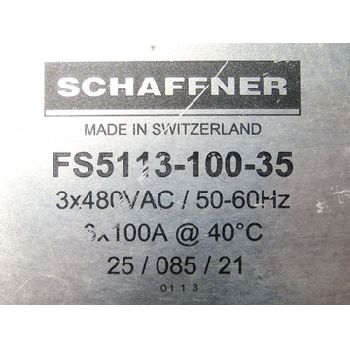 SCHAFFNER
MADE IN SWITZERLAND
FS5113-100-35
3x480VAC / 50-60Hz
3x100A @ 40°C
25 / 085 / 21
0113